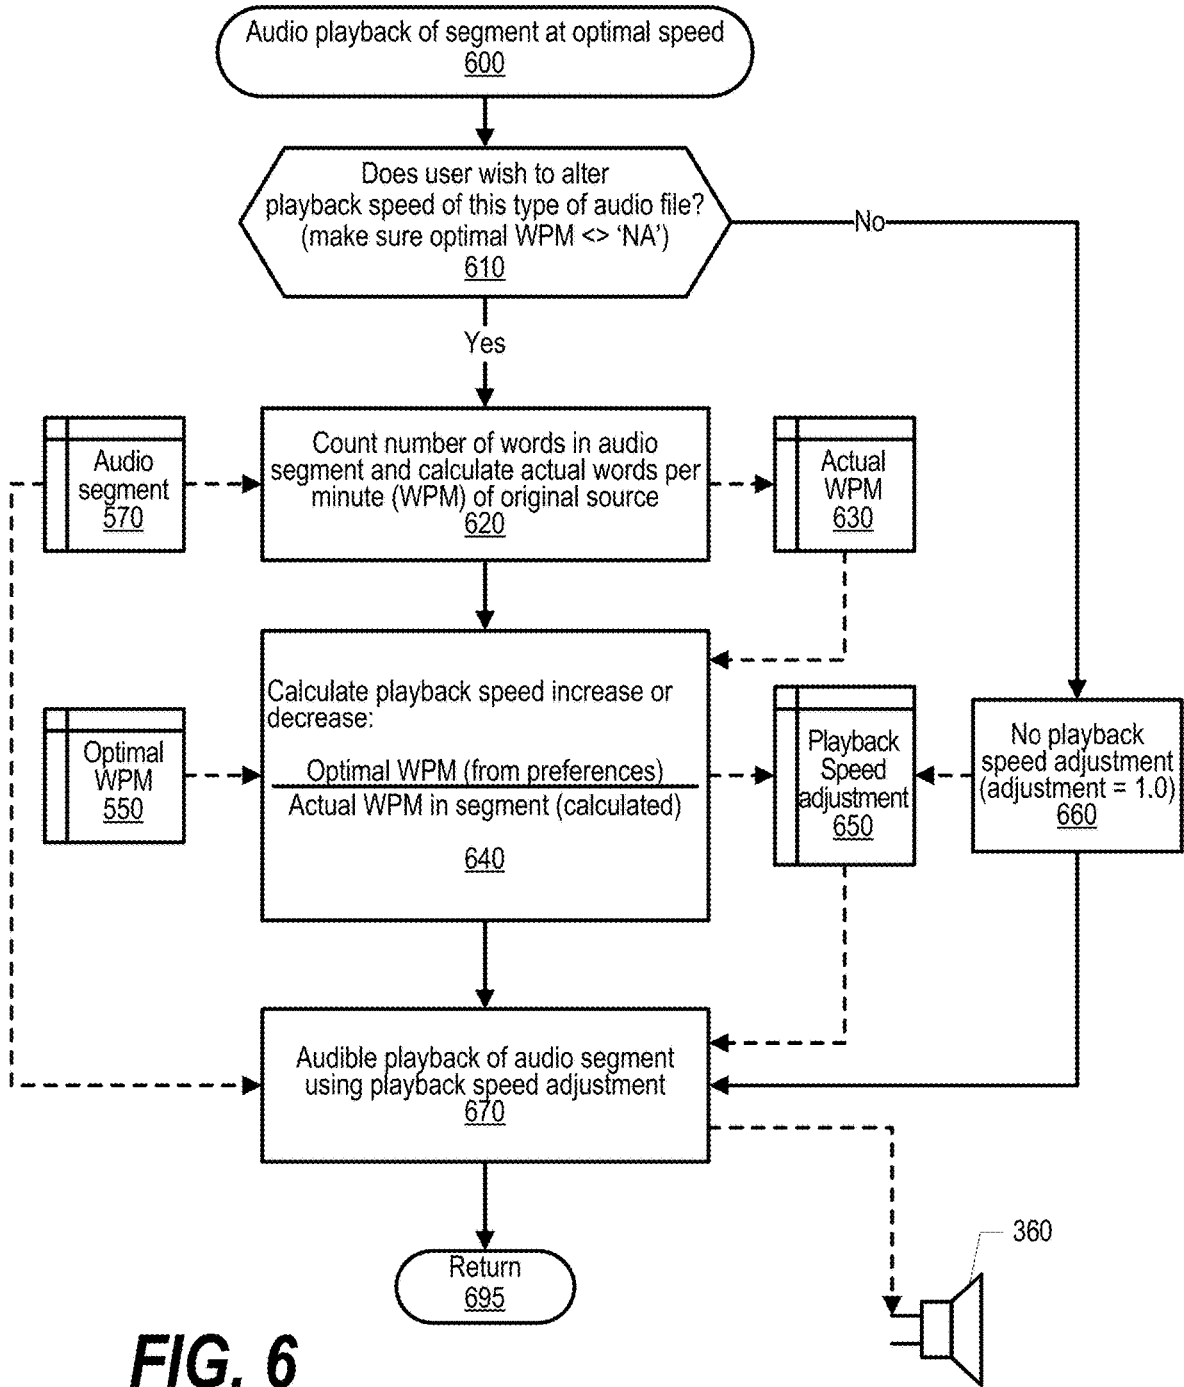 Audio playback of segment at optimal speed
600
Does user wish to alter
playback speed of this type of audio file?
(make sure optimal WPM <> ‘NA’)
610
No
Yes
Audio
segment
570
Count number of words in audio
segment and calculate actual words per
minute (WPM) of original source
620
Actual
WPM
630
Calculate playback speed increase or
decrease:
Optimal WPM (from preferences)
Actual WPM in segment (calculated)
640
Optimal
WPM
550
Playback
Speed
adjustment
650
No playback
speed adjustment
(adjustment = 1.0)
660
Audible playback of audio segment
using playback speed adjustment
670
Return
695
360
FIG. 6